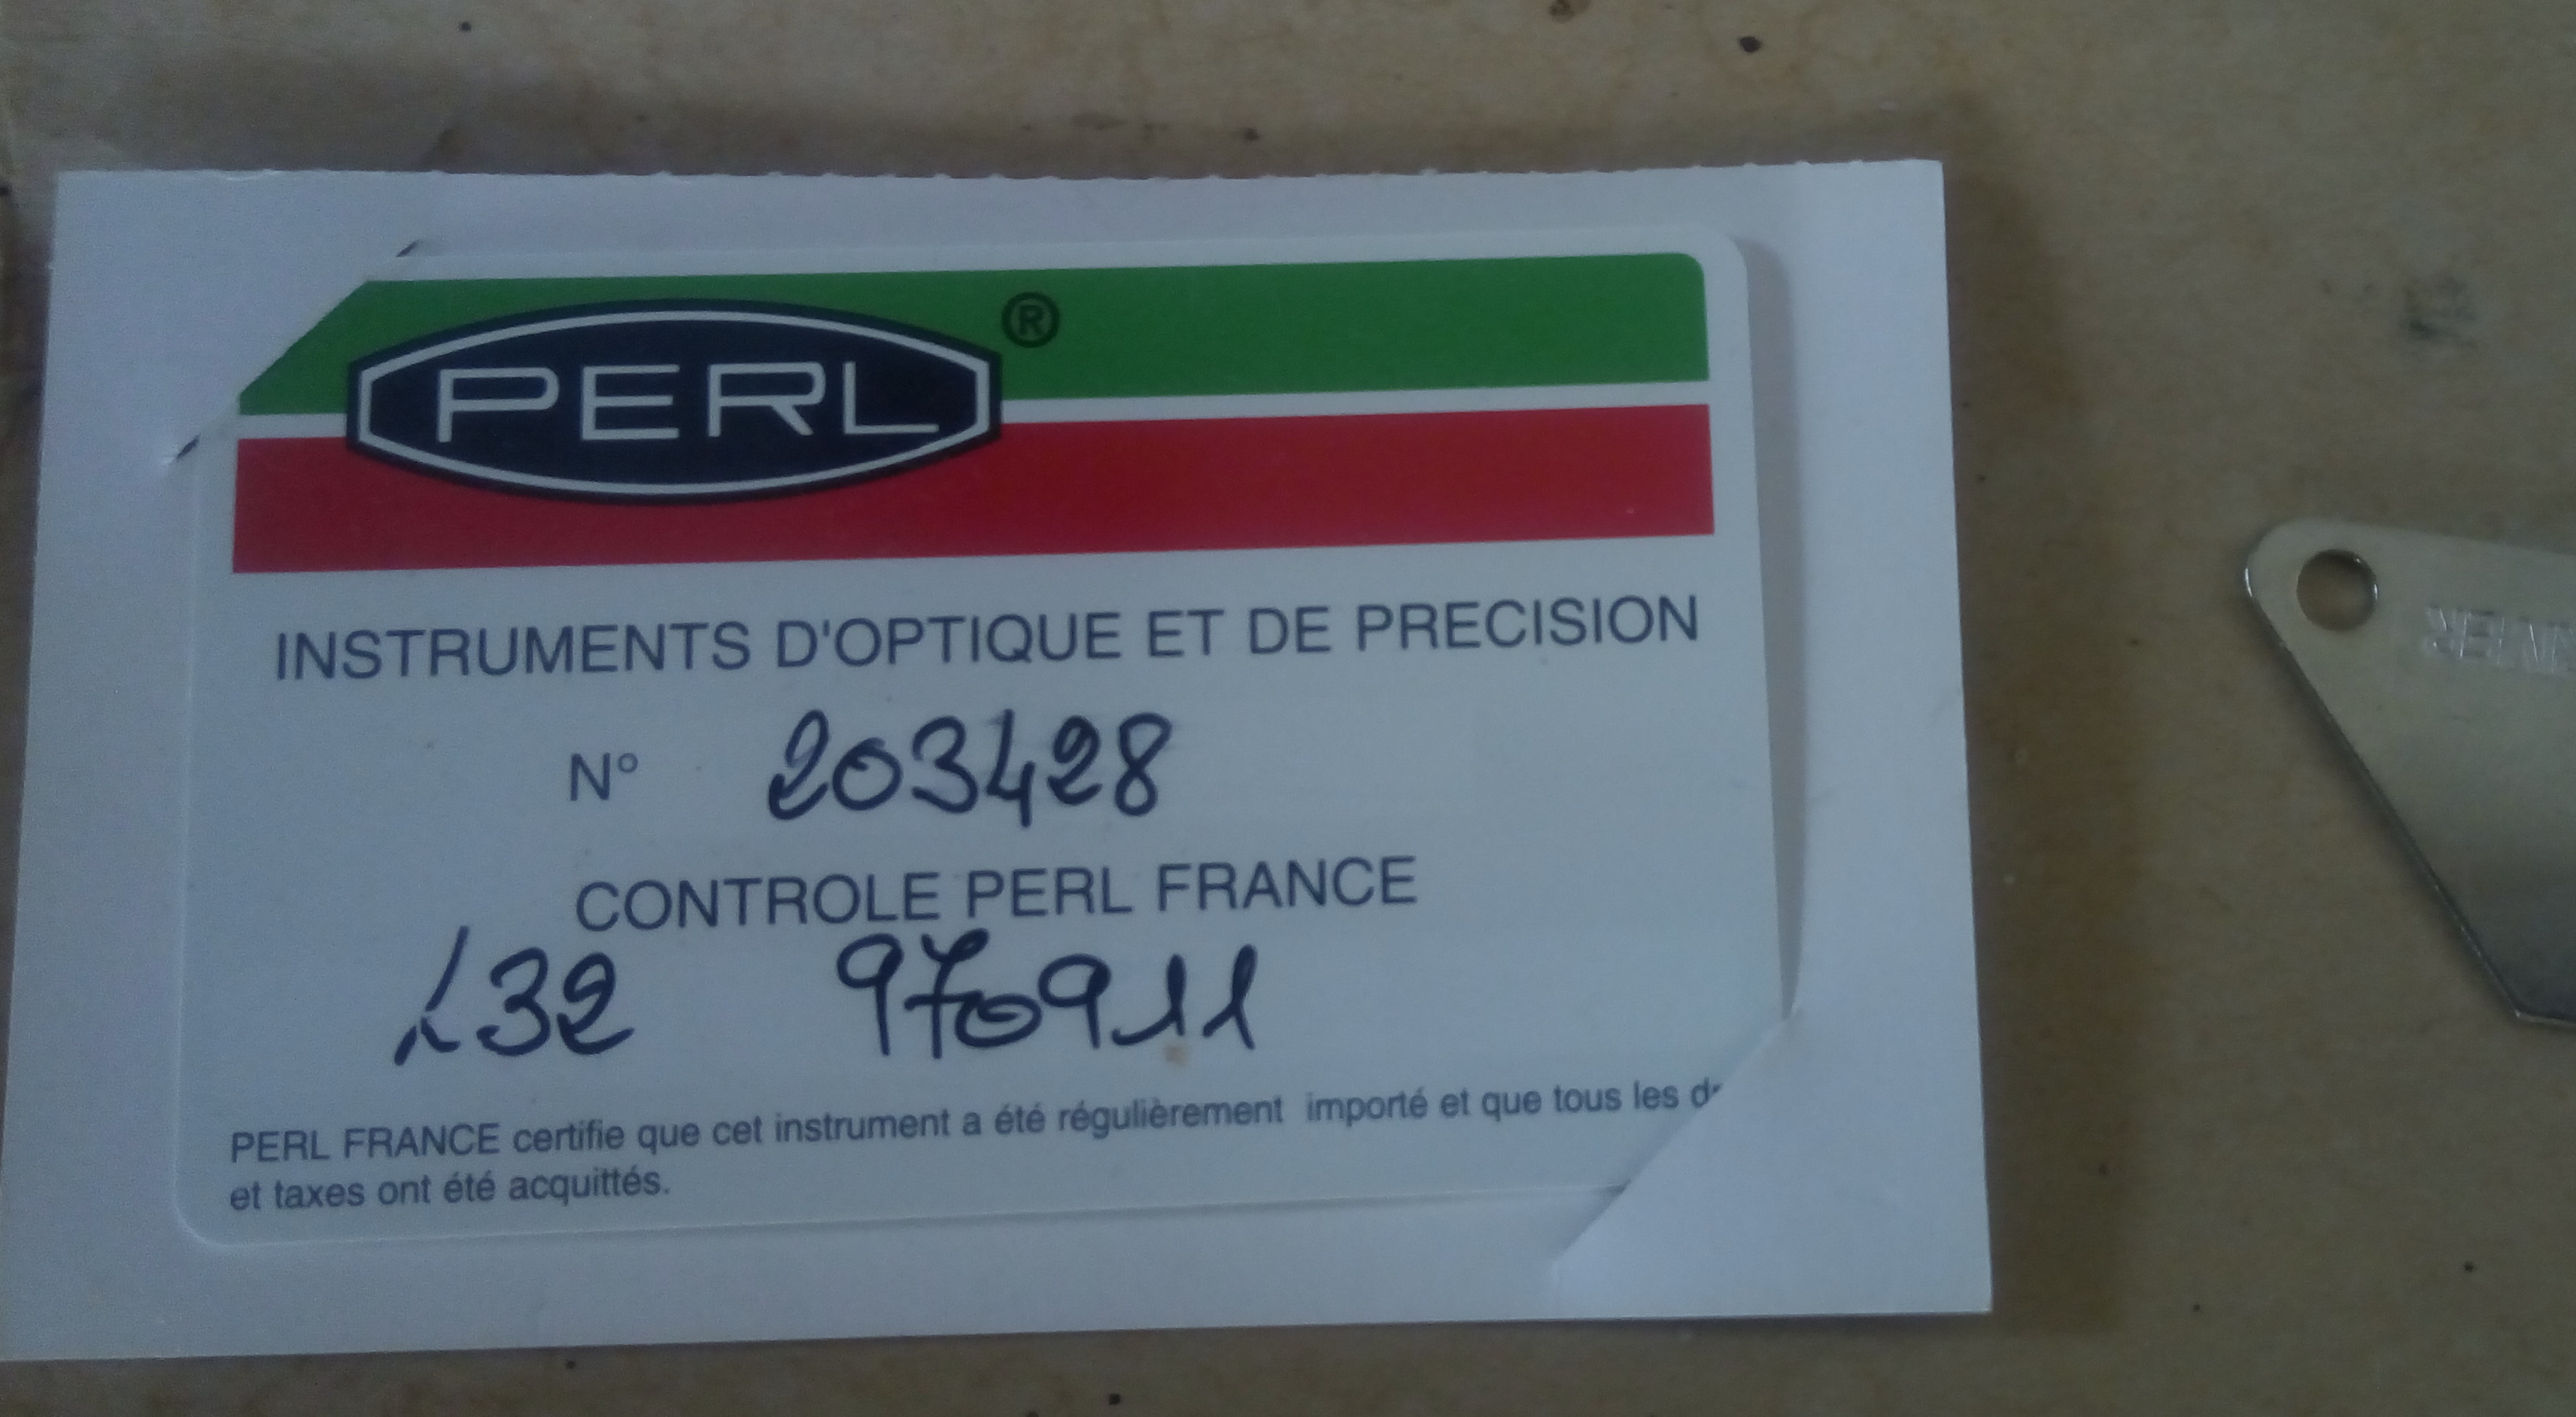 PERL ®
INSTRUMENTS D'OPTIQUE ET DE PRECISION
N° 203428
CONTROLE PERL FRANCE
L32 970911
PERL FRANCE certifie que cet instrument a été régulièrement importé et que tous les
et taxes ont été acquittés.